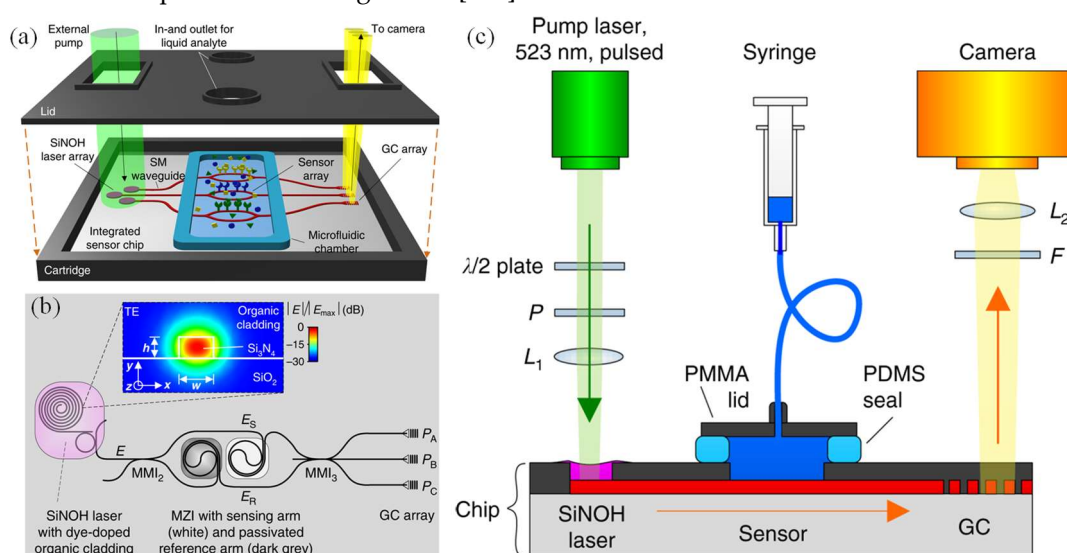 (a)
External
pump
In-and outlet for
liquid analyte
To camera
Lid
SiNOH
laser array
SM
waveguide
Sensor
array
GC array
Integrated
sensor chip
Microfluidic
chamber
Cartridge
(b)
TE
Organic
cladding
|E|/|Emax| (dB)
0
−15
−30
h
Si3N4
y
z
x
w
SiO2
E
MMI2
ES
ER
MMI3
PA
PB
PC
SiNOH laser
with dye-doped
organic cladding
MZI with sensing arm
(white) and passivated
reference arm (dark grey)
GC array
(c)
Pump laser,
523 nm, pulsed
Syringe
Camera
λ/2 plate
P
L1
L2
F
PMMA
lid
PDMS
seal
Chip
SiNOH
laser
Sensor
GC